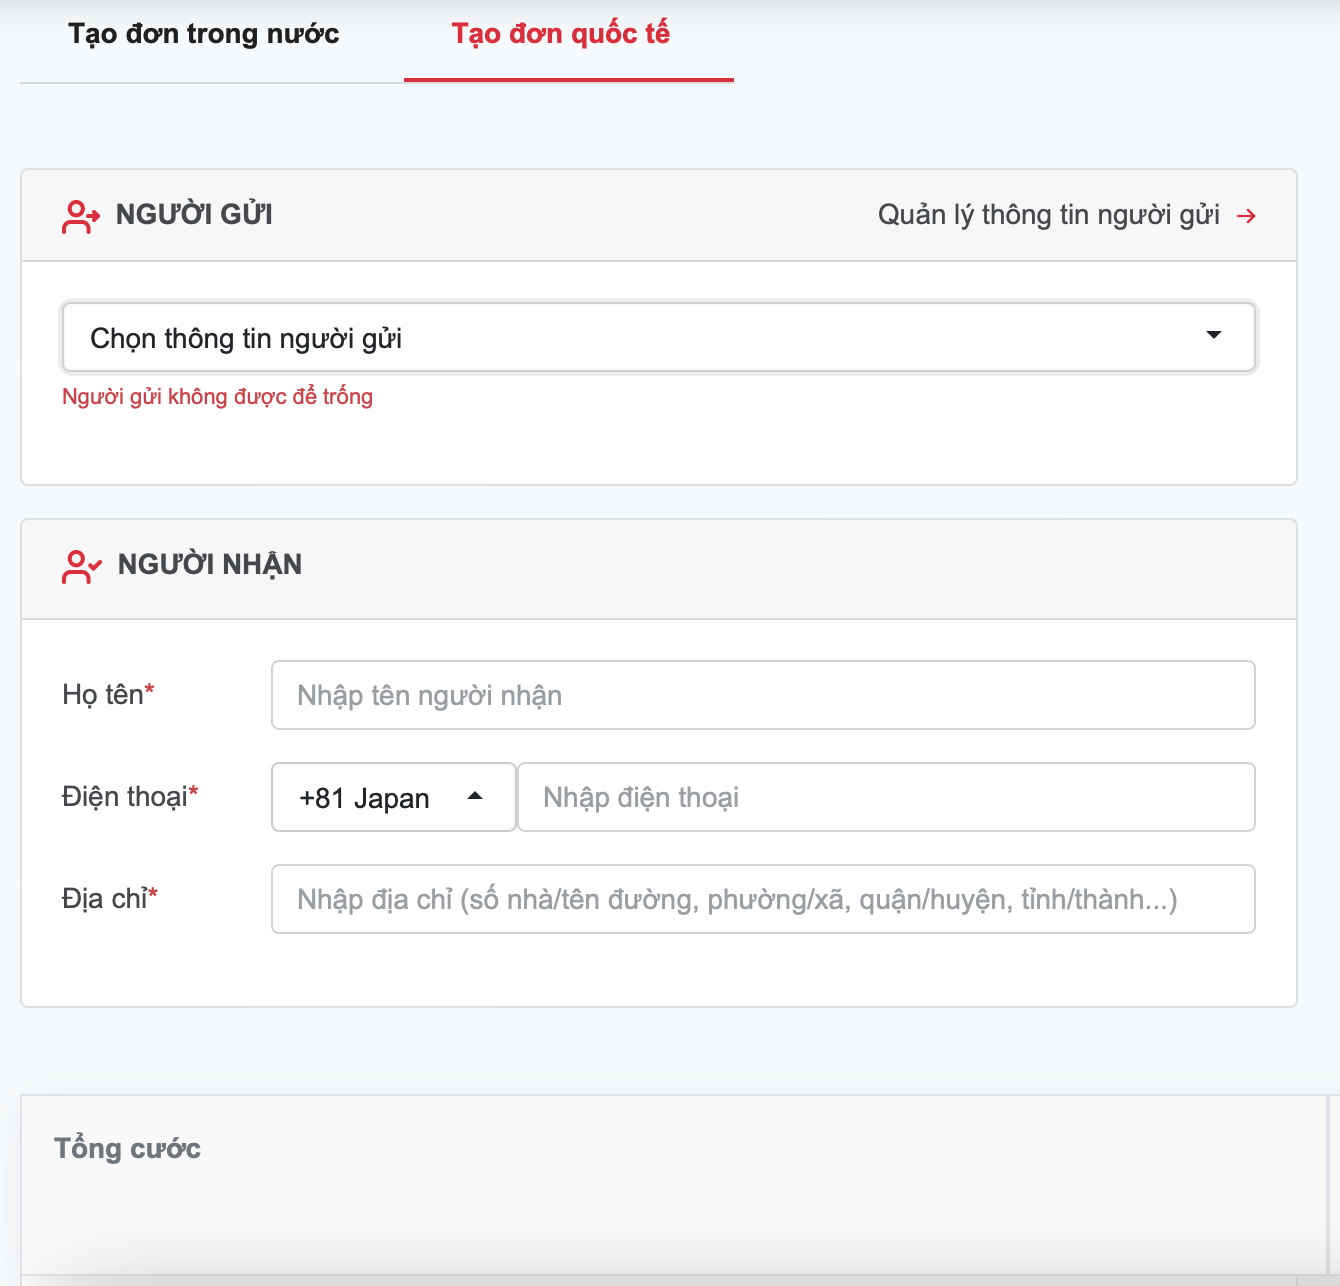 Tạo đơn trong nước
Tạo đơn quốc tế
NGƯỜI GỬI
Quản lý thông tin người gửi →
Chọn thông tin người gửi
Người gửi không được để trống
NGƯỜI NHẬN
Họ tên*
Nhập tên người nhận
Điện thoại*
+81 Japan
Nhập điện thoại
Địa chỉ*
Nhập địa chỉ (số nhà/tên đường, phường/xã, quận/huyện, tỉnh/thành...)
Tổng cước